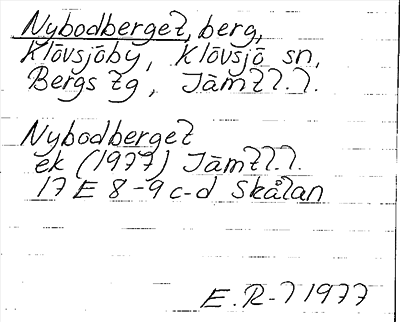 Nybodberget, berg,
Klövsjöby, Klövsjö sn,
Bergs tg, Jämtl. l.
Nybodberget
ek (1977) Jämtl. l.
17 E 8-9 c-d Skålan
E. R-l 1977